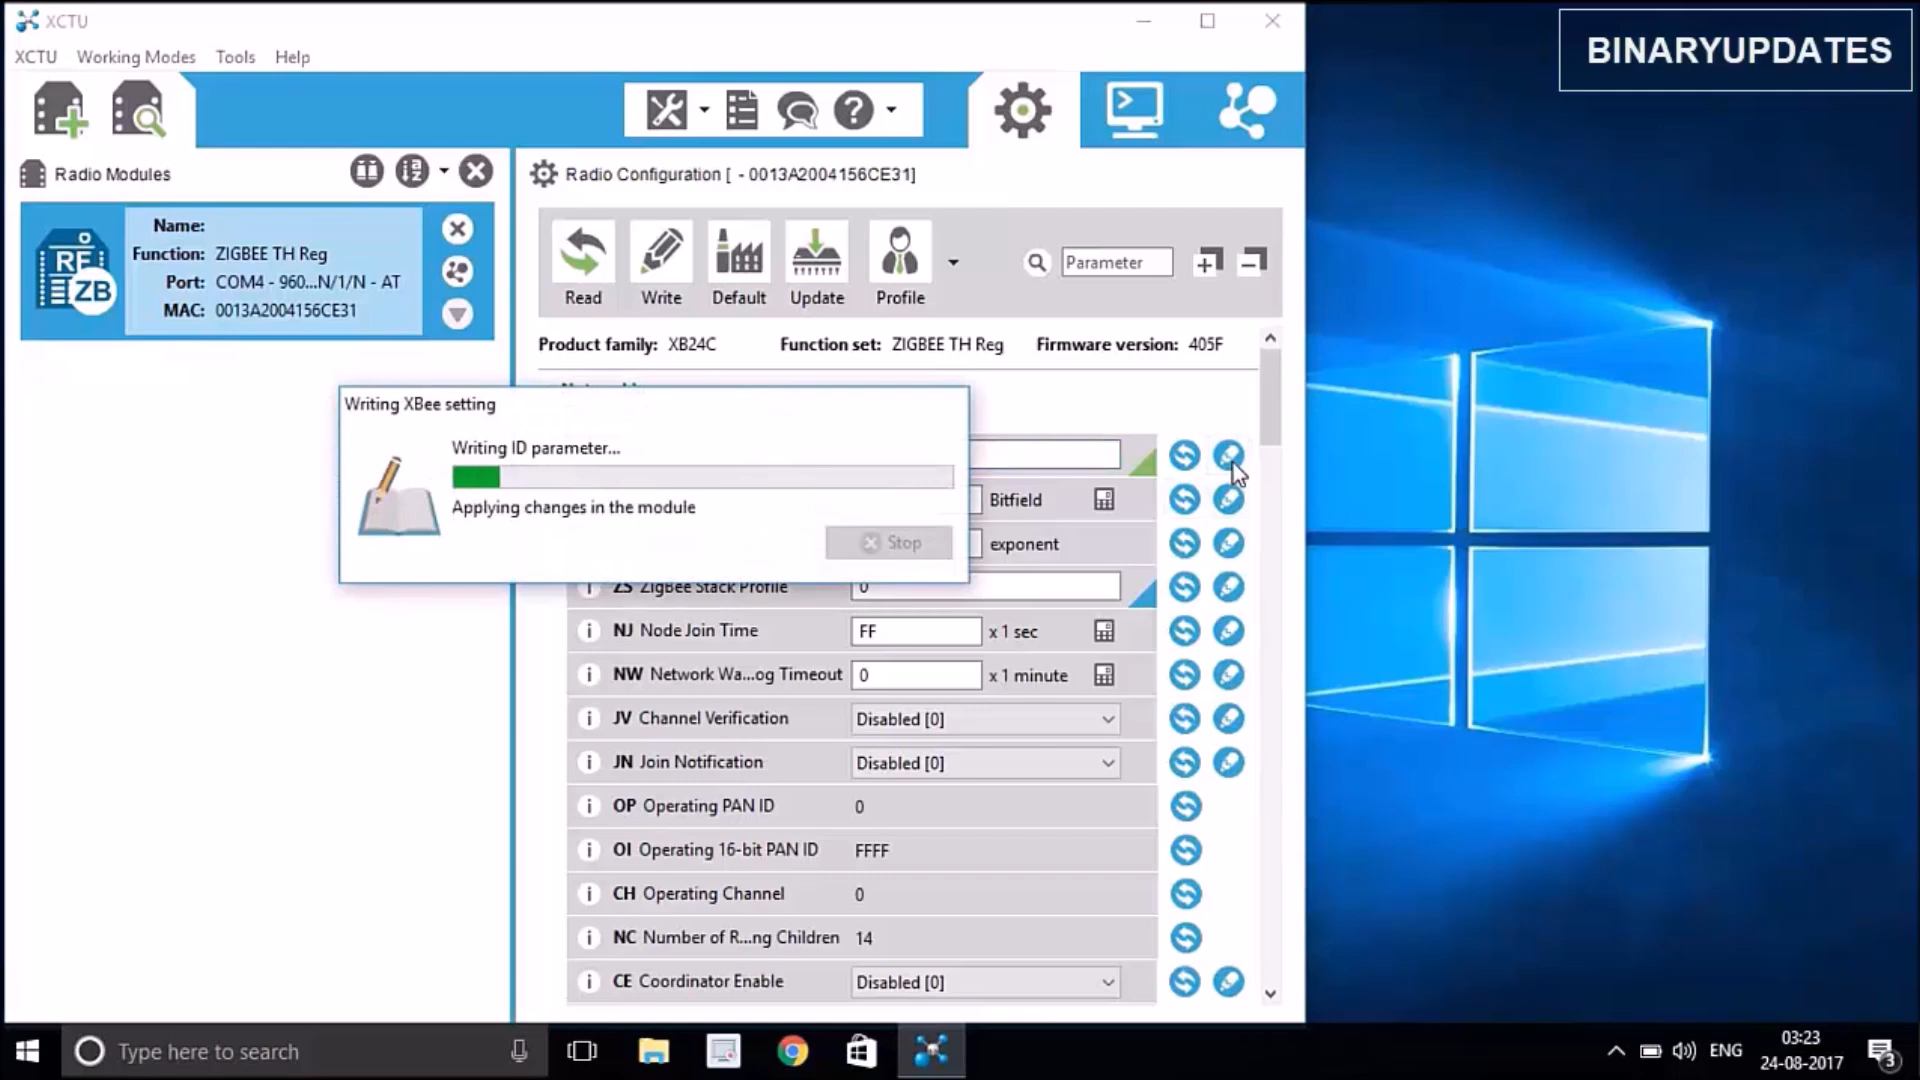 XCTU
BINARYUPDATES
XCTU Working Modes Tools Help
Radio Modules
Radio Configuration [ - 0013A2004156CE31]
Name:
Function: ZIGBEE TH Reg
Port: COM4 - 960...N/1/N - AT
MAC: 0013A2004156CE31
RF
ZB
Read Write Default Update Profile
Parameter
Product family: XB24C Function set: ZIGBEE TH Reg Firmware version: 405F
Writing XBee setting
Writing ID parameter...
Applying changes in the module
Stop
Bitfield
exponent
ZS ZigBee Stack Profile 0
NJ Node Join Time FF x 1 sec
NW Network Wa...og Timeout 0 x 1 minute
JV Channel Verification Disabled [0]
JN Join Notification Disabled [0]
OP Operating PAN ID 0
OI Operating 16-bit PAN ID FFFF
CH Operating Channel 0
NC Number of R...ng Children 14
CE Coordinator Enable Disabled [0]
Type here to search
ENG
03:23
24-08-2017
3